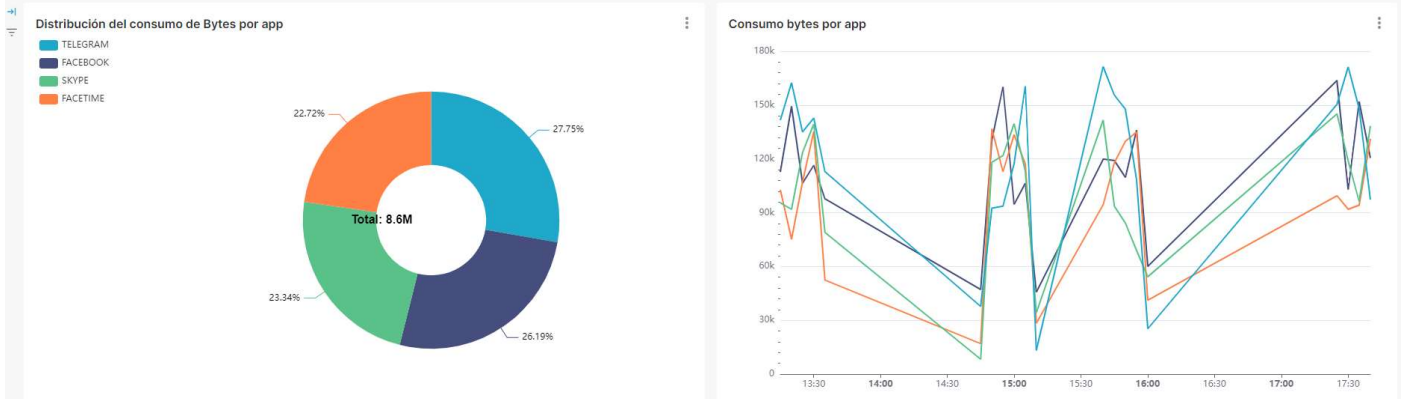 Distribución del consumo de Bytes por app
TELEGRAM
FACEBOOK
SKYPE
FACETIME
22.72%
27.75%
Total: 8.6M
23.34%
26.19%
Consumo bytes por app
180k
150k
120k
90k
60k
30k
0
13:30 14:00 14:30 15:00 15:30 16:00 16:30 17:00 17:30